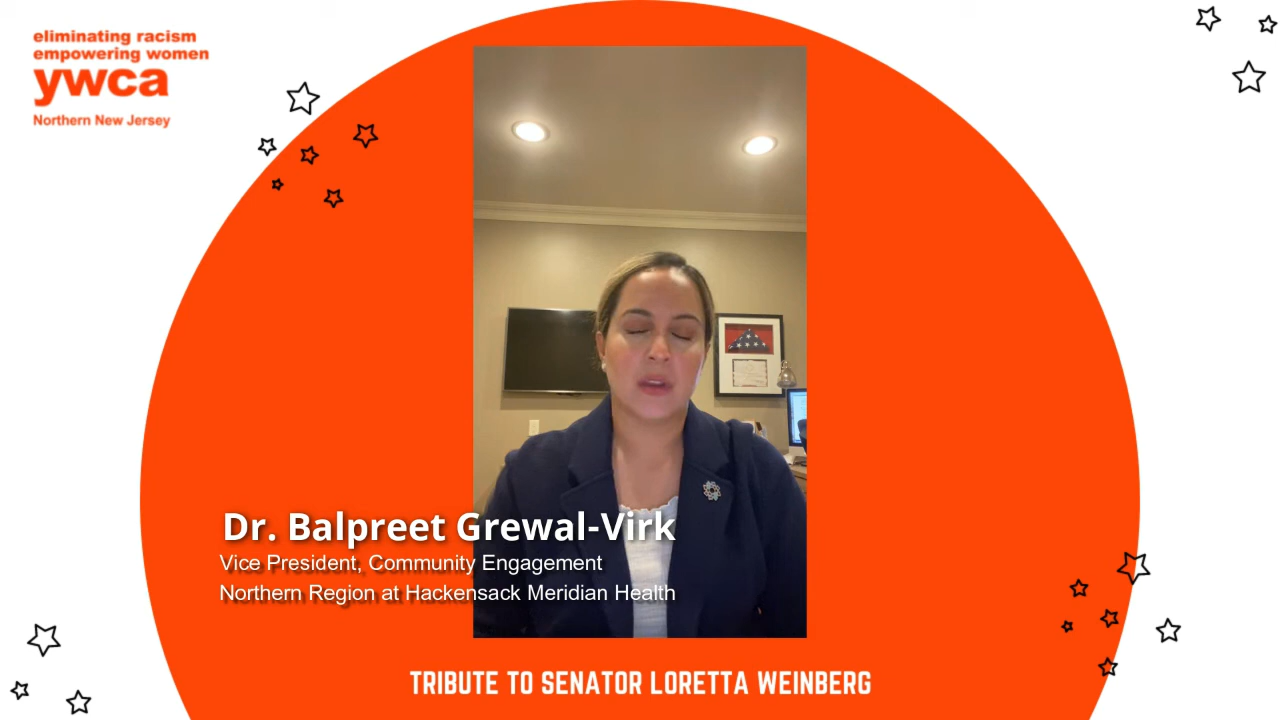 eliminating racism
empowering women
ywca
Northern New Jersey
Dr. Balpreet Grewal-Virk
Vice President, Community Engagement
Northern Region at Hackensack Meridian Health
TRIBUTE TO SENATOR LORETTA WEINBERG